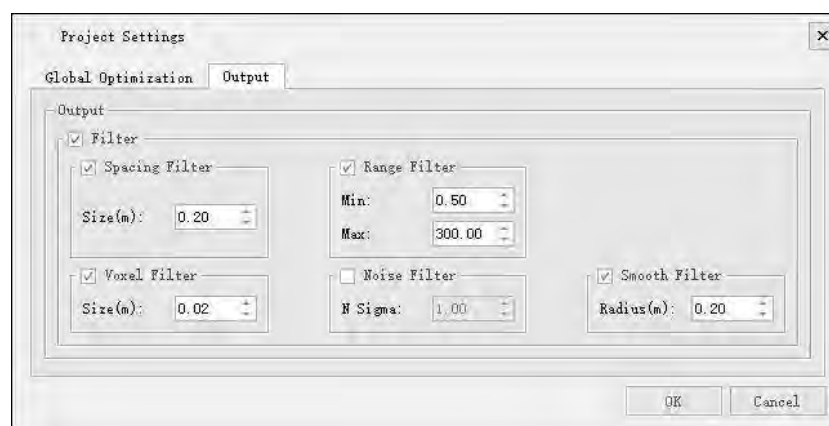 Project Settings
Global Optimization Output
Output
Filter
Spacing Filter
Size(m): 0.20
Range Filter
Min: 0.50
Max: 300.00
Voxel Filter
Size(m): 0.02
Noise Filter
N Sigma: 1.00
Smooth Filter
Radius(m): 0.20
OK Cancel